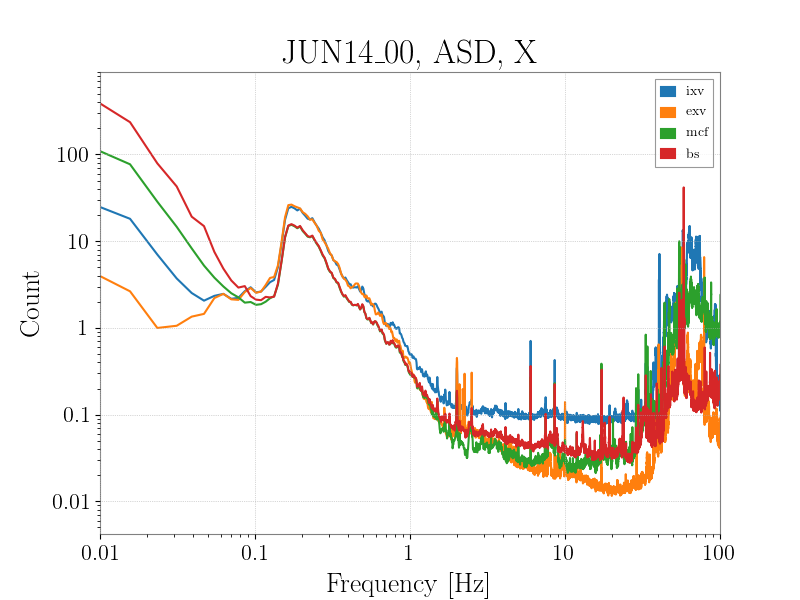 JUN14_00, ASD, X
ixv
exv
mcf
bs
100
10
1
0.1
0.01
Count
0.01 0.1 1 10 100
Frequency [Hz]